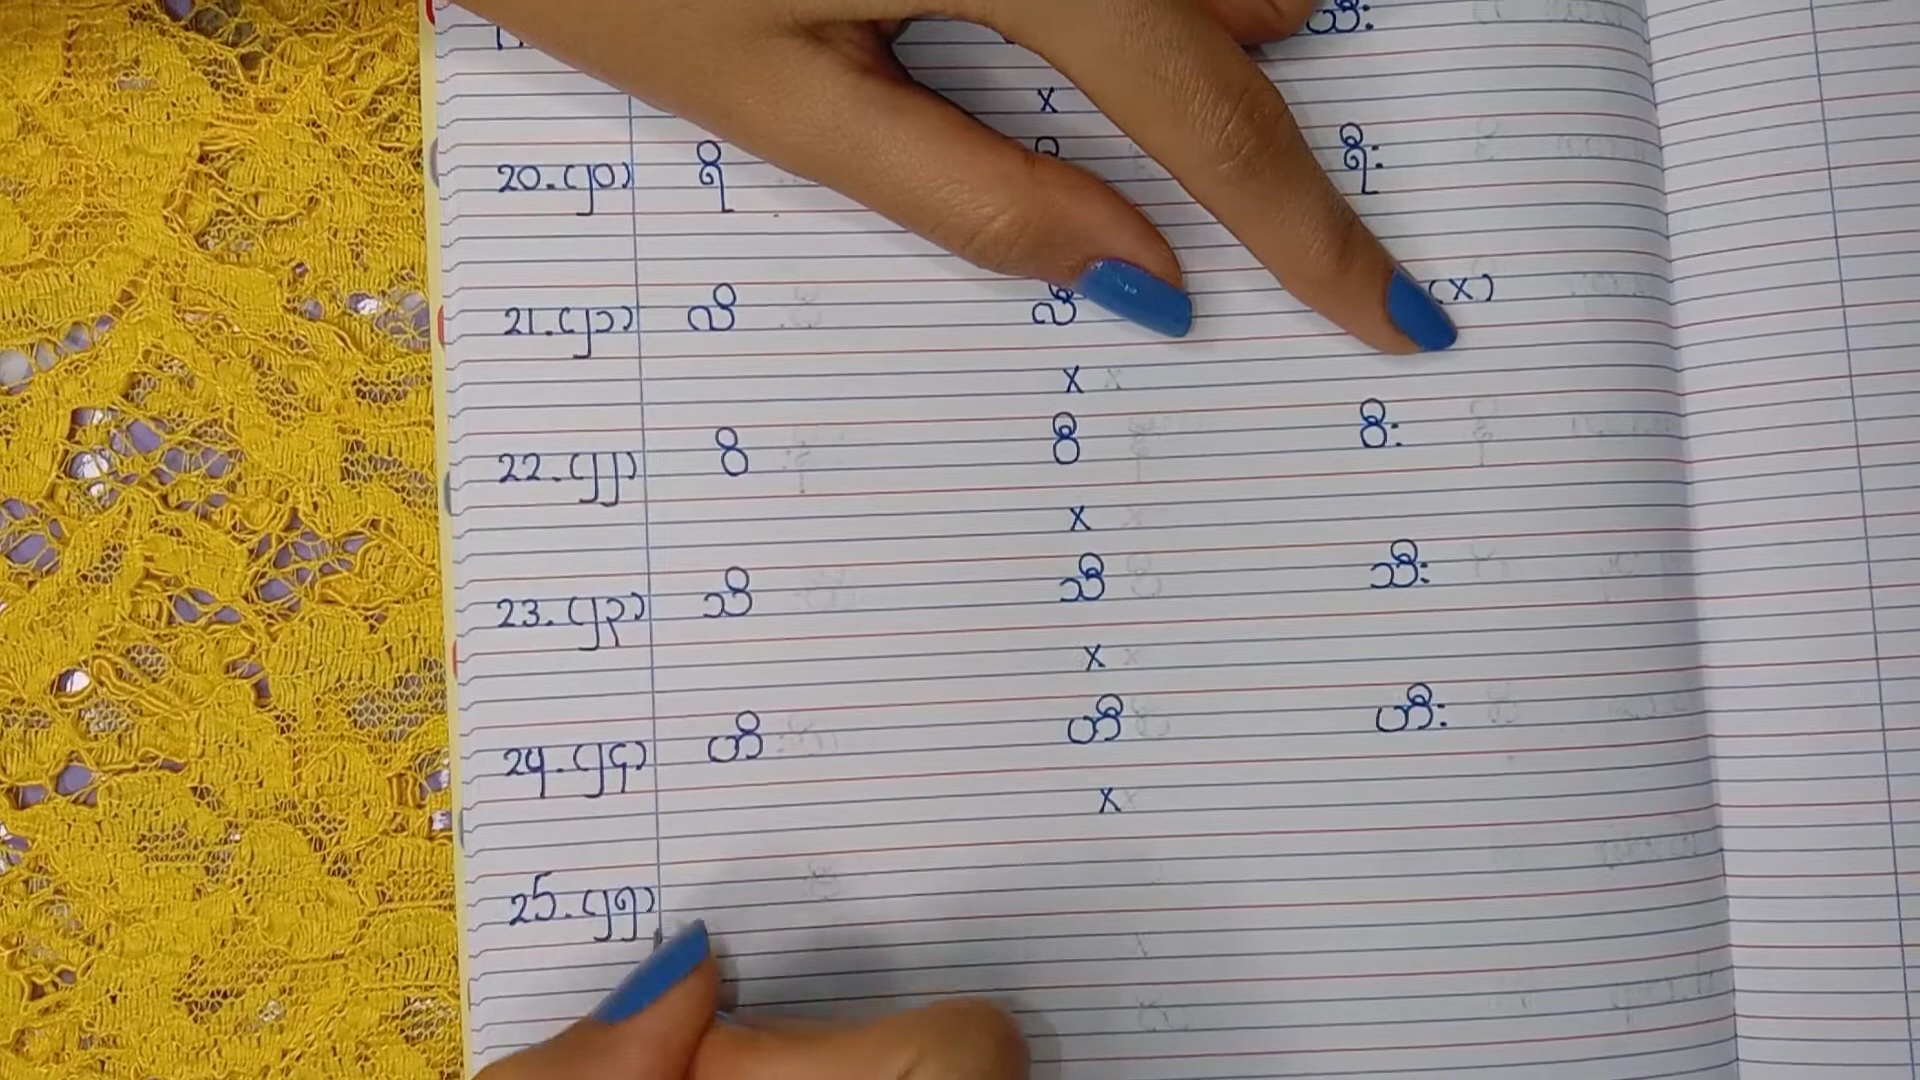 x
20.(၂၀) ရိ ရီး
21.(၂၁) လိ လီ (x)
x
22.(၂၂) ဝိ ဝီ ဝီး
x
23.(၂၃) သိ သီ သီး
x
24.(၂၄) ဟိ ဟီ ဟီး
x
25.(၂၅)